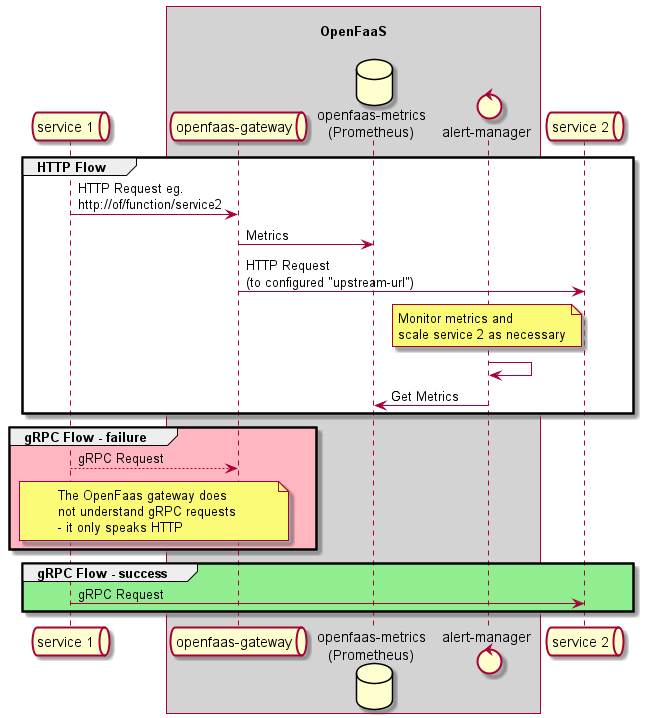 OpenFaaS
service 1
openfaas-gateway
openfaas-metrics
(Prometheus)
alert-manager
service 2
HTTP Flow
HTTP Request eg.
http://of/function/service2
Metrics
HTTP Request
(to configured "upstream-url")
Monitor metrics and
scale service 2 as necessary
Get Metrics
gRPC Flow - failure
gRPC Request
The OpenFaas gateway does
not understand gRPC requests
- it only speaks HTTP
gRPC Flow - success
gRPC Request
service 1
openfaas-gateway
openfaas-metrics
(Prometheus)
alert-manager
service 2